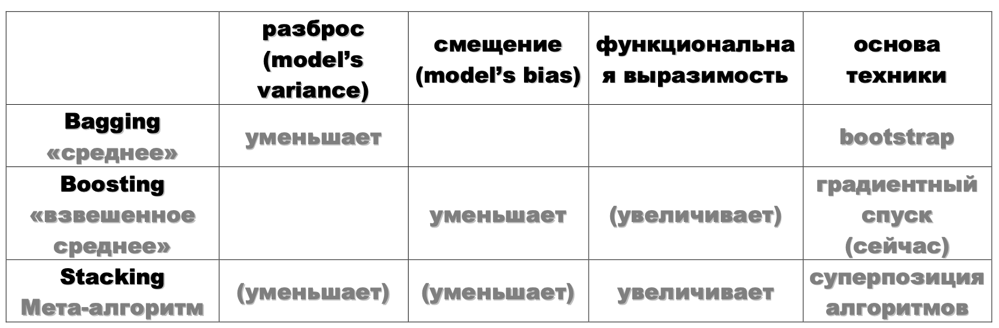 разброс
(model’s
variance)
смещение
(model’s bias)
функциональна
я выразимость
основа
техники
Bagging
«среднее»
уменьшает
bootstrap
Boosting
«взвешенное
среднее»
уменьшает
(увеличивает)
градиентный
спуск
(сейчас)
Stacking
Мета-алгоритм
(уменьшает)
(уменьшает)
увеличивает
суперпозиция
алгоритмов